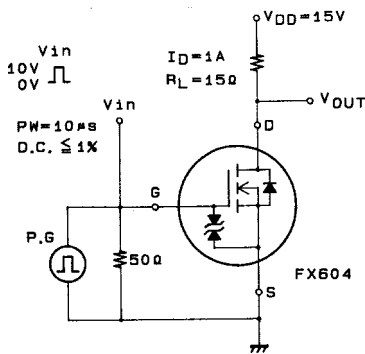 VDD=15V
Vin
10V
0V
ID=1A
RL=15Ω
Vin
VOUT
PW=10µs
D.C.≦1%
D
G
P.G
50Ω
FX604
S